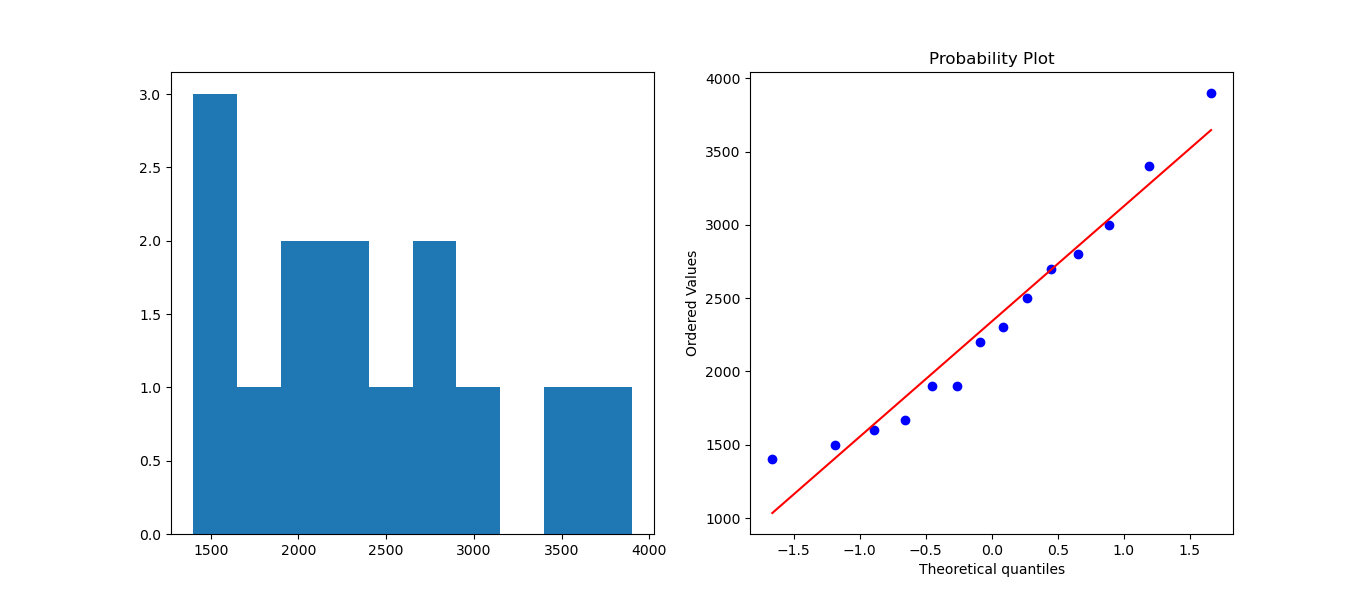 3.0
2.5
2.0
1.5
1.0
0.5
0.0
1500 2000 2500 3000 3500 4000
Probability Plot
Ordered Values
4000
3500
3000
2500
2000
1500
1000
−1.5 −1.0 −0.5 0.0 0.5 1.0 1.5
Theoretical quantiles